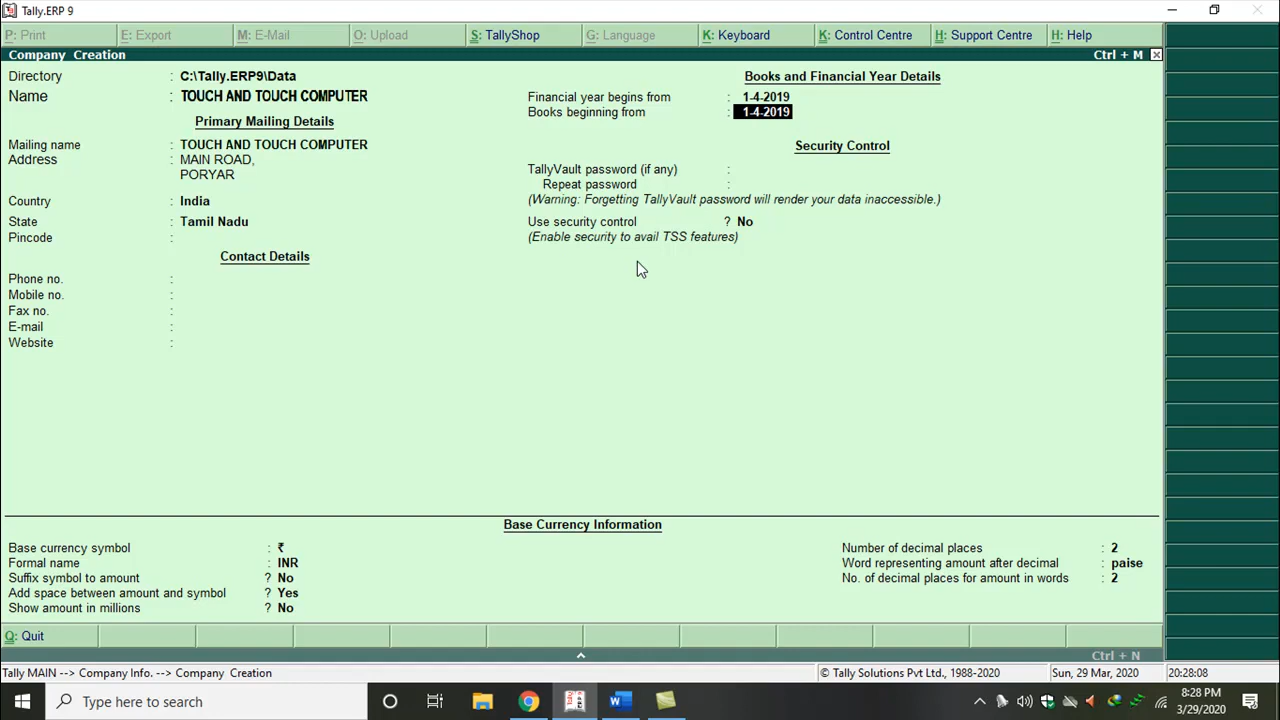 Tally.ERP 9
P: Print E: Export M: E-Mail O: Upload S: TallyShop G: Language K: Keyboard K: Control Centre H: Support Centre H: Help
Company Creation Ctrl + M
Directory : C:\Tally.ERP9\Data
Name : TOUCH AND TOUCH COMPUTER
Primary Mailing Details
Mailing name : TOUCH AND TOUCH COMPUTER
Address : MAIN ROAD,
PORYAR
Country : India
State : Tamil Nadu
Pincode :
Contact Details
Phone no. :
Mobile no. :
Fax no. :
E-mail :
Website :
Books and Financial Year Details
Financial year begins from : 1-4-2019
Books beginning from : 1-4-2019
Security Control
TallyVault password (if any) :
Repeat password :
(Warning: Forgetting TallyVault password will render your data inaccessible.)
Use security control ? No
(Enable security to avail TSS features)
Base Currency Information
Base currency symbol : ₹
Formal name : INR
Suffix symbol to amount ? No
Add space between amount and symbol ? Yes
Show amount in millions ? No
Number of decimal places : 2
Word representing amount after decimal : paise
No. of decimal places for amount in words : 2
Q: Quit
Ctrl + N
Tally MAIN --> Company Info. --> Company Creation © Tally Solutions Pvt Ltd., 1988-2020 Sun, 29 Mar, 2020 20:28:08
Type here to search
8:28 PM
3/29/2020